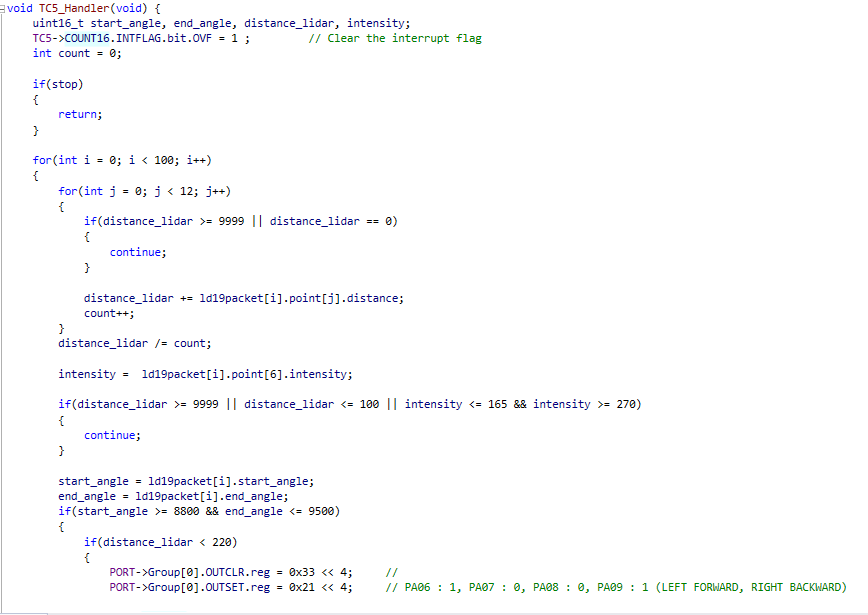 void TC5_Handler(void) {
uint16_t start_angle, end_angle, distance_lidar, intensity;
TC5->COUNT16.INTFLAG.bit.OVF = 1 ; // Clear the interrupt flag
int count = 0;
if(stop)
{
return;
}
for(int i = 0; i < 100; i++)
{
for(int j = 0; j < 12; j++)
{
if(distance_lidar >= 9999 || distance_lidar == 0)
{
continue;
}
distance_lidar += ld19packet[i].point[j].distance;
count++;
}
distance_lidar /= count;
intensity = ld19packet[i].point[6].intensity;
if(distance_lidar >= 9999 || distance_lidar <= 100 || intensity <= 165 && intensity >= 270)
{
continue;
}
start_angle = ld19packet[i].start_angle;
end_angle = ld19packet[i].end_angle;
if(start_angle >= 8800 && end_angle <= 9500)
{
if(distance_lidar < 220)
{
PORT->Group[0].OUTCLR.reg = 0x33 << 4; //
PORT->Group[0].OUTSET.reg = 0x21 << 4; // PA06 : 1, PA07 : 0, PA08 : 0, PA09 : 1 (LEFT FORWARD, RIGHT BACKWARD)